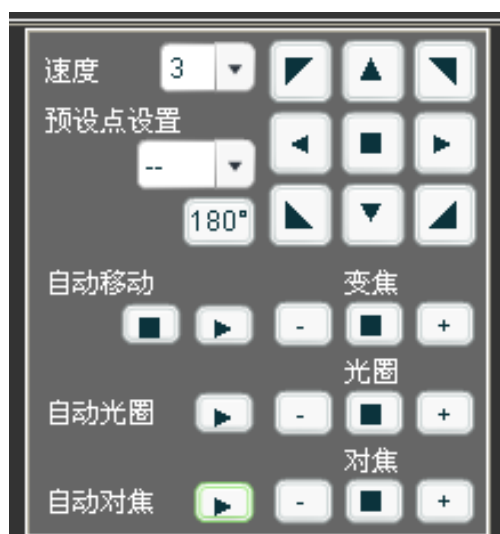 速度 3
预设点设置
--
180°
自动移动 变焦
- +
光圈
自动光圈 - +
对焦
自动对焦 - +